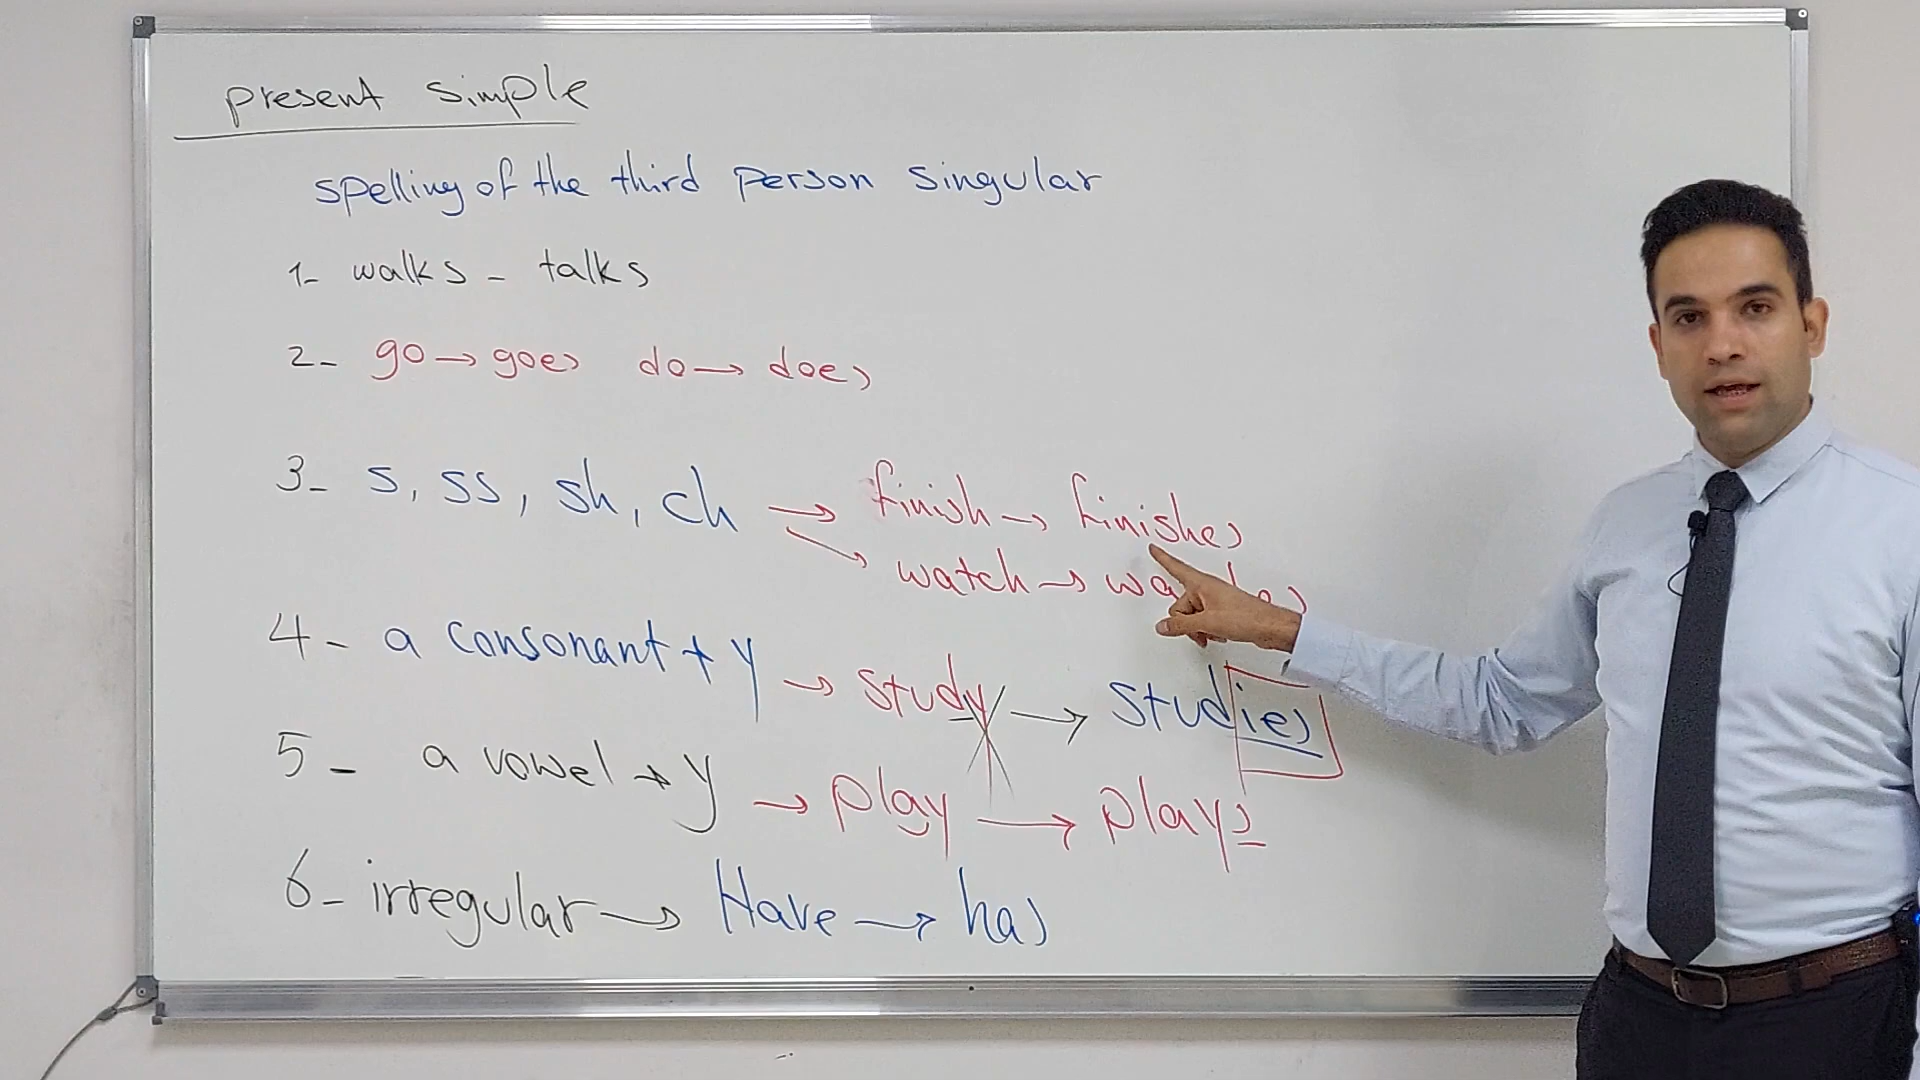 present simple
spelling of the third person singular
1- walks - talks
2- go → goes do → does
3- s, ss, sh, ch → finish → finishes
→ watch →
4- a consonant + y → study → studies
5- a vowel + y → play → plays
6- irregular → Have → has